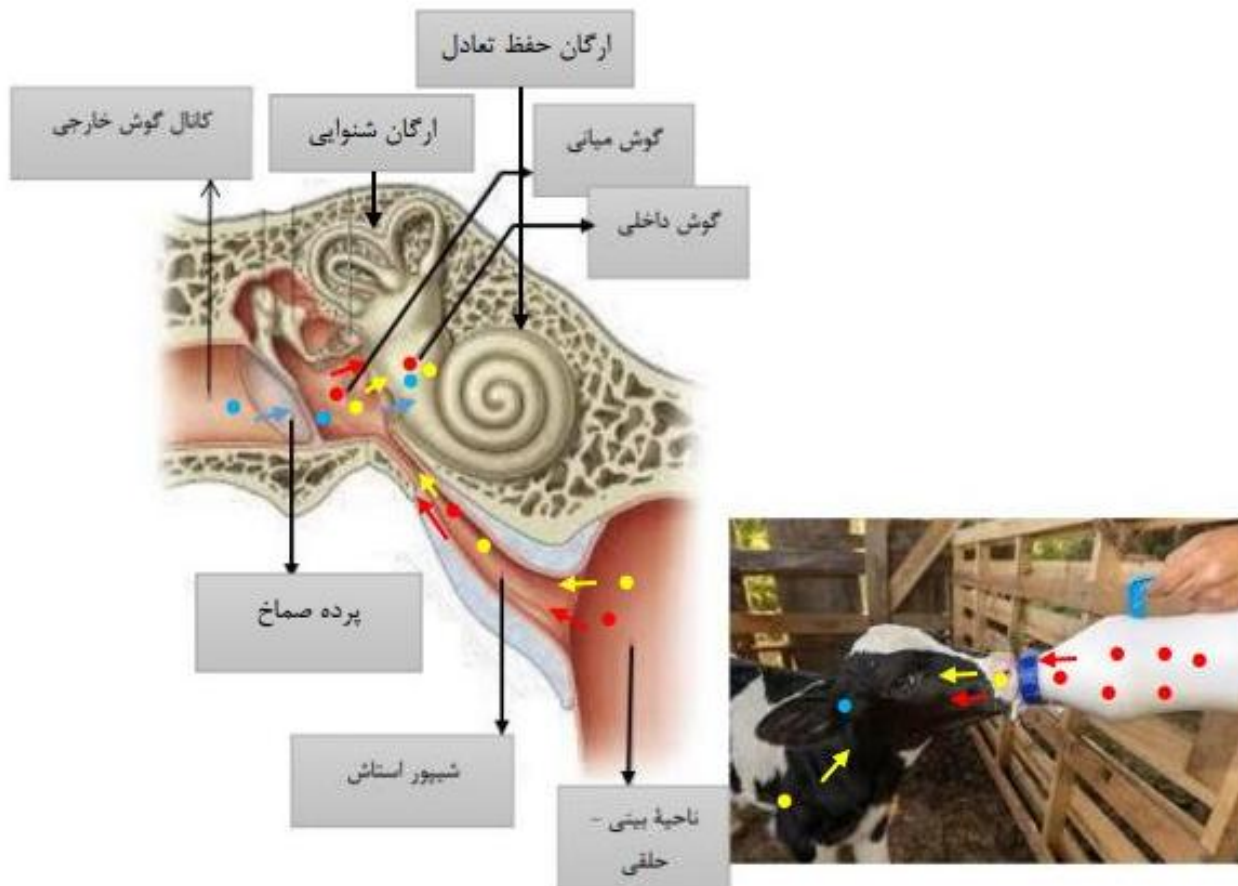 ارگان حفظ تعادل
کانال گوش خارجی
ارگان شنوایی
گوش میانی
گوش داخلی
پرده صماخ
شیپور استاش
ناحیهٔ بینی –
حلقی